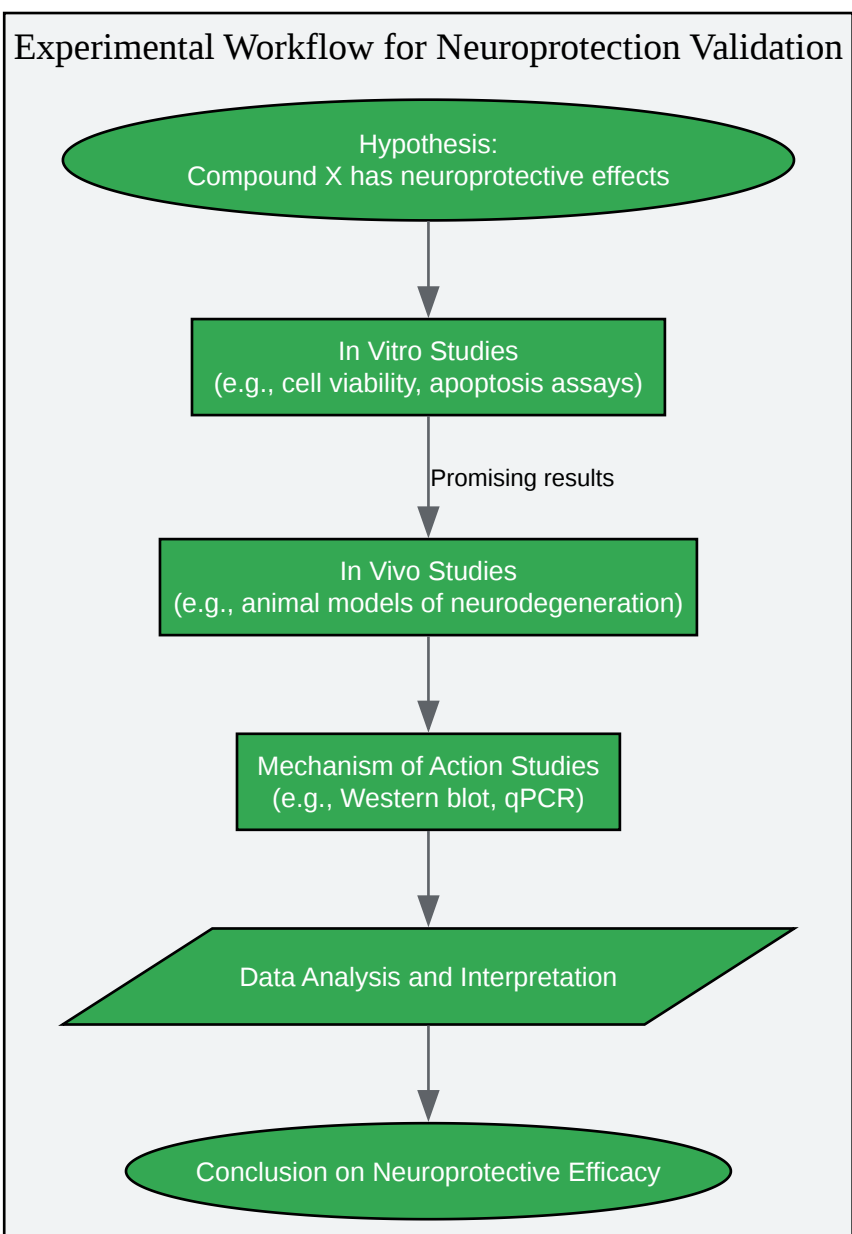 Experimental Workflow for Neuroprotection Validation
Hypothesis:
Compound X has neuroprotective effects
In Vitro Studies
(e.g., cell viability, apoptosis assays)
Promising results
In Vivo Studies
(e.g., animal models of neurodegeneration)
Mechanism of Action Studies
(e.g., Western blot, qPCR)
Data Analysis and Interpretation
Conclusion on Neuroprotective Efficacy